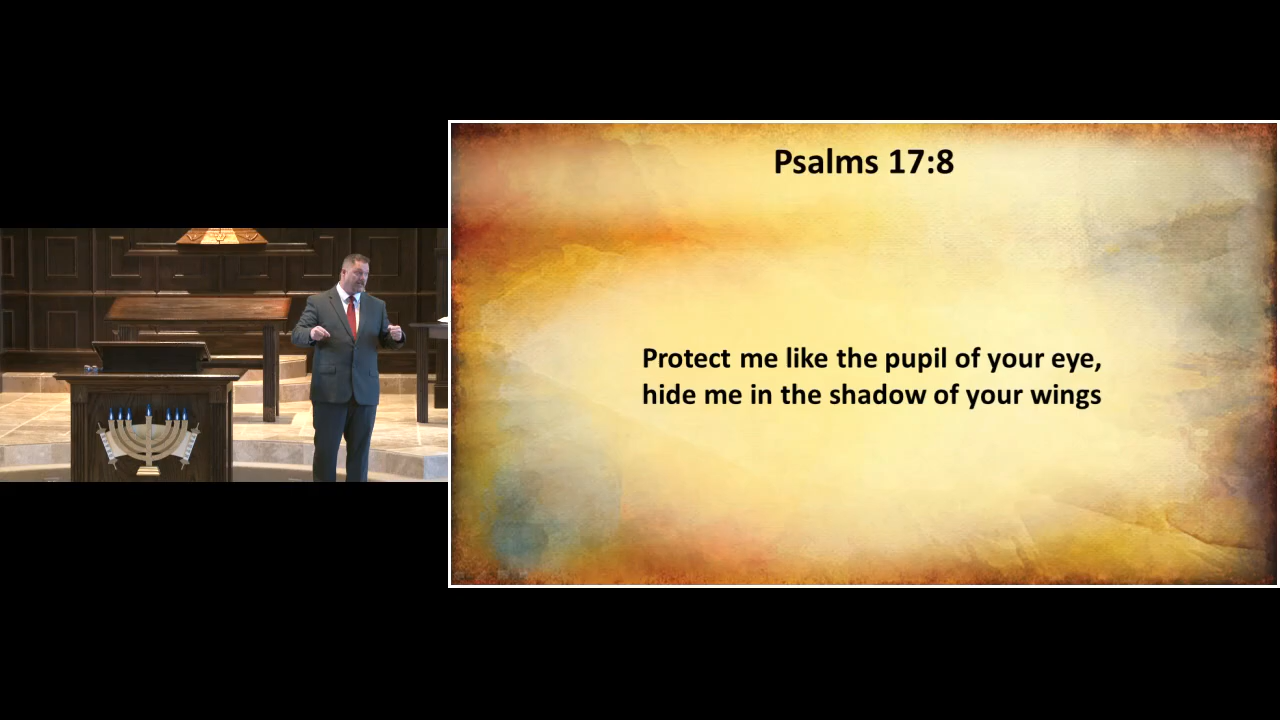 Psalms 17:8
Protect me like the pupil of your eye,
hide me in the shadow of your wings